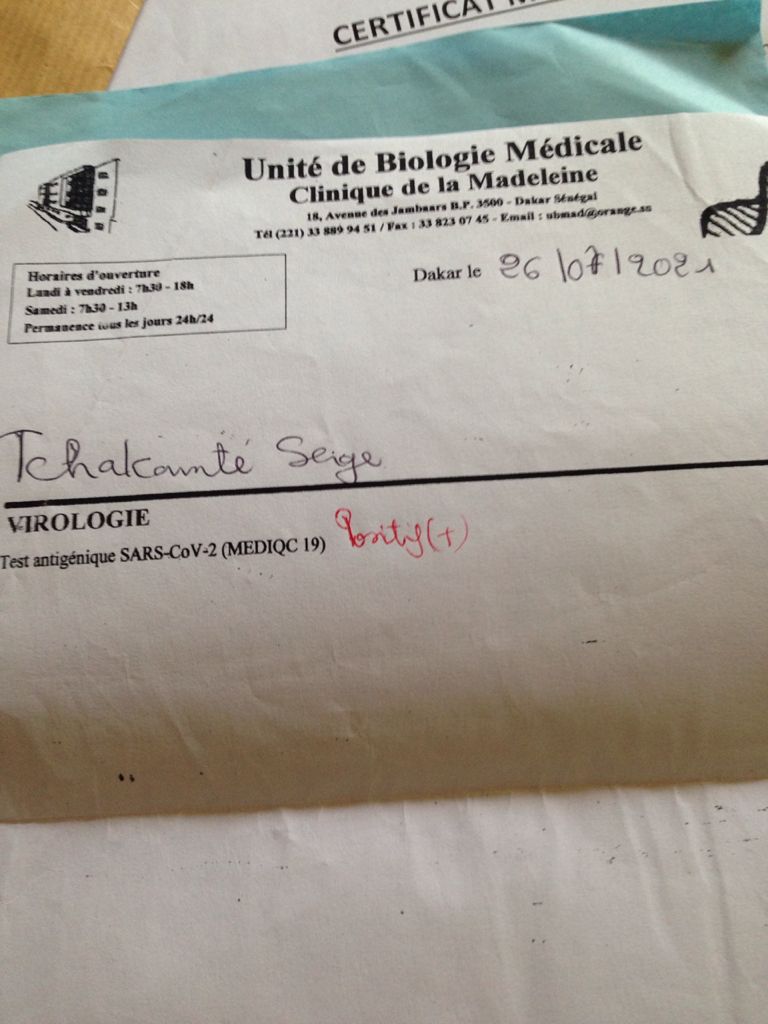 CERTIFICAT M
Unité de Biologie Médicale
Clinique de la Madeleine
18, Avenue des Jambaars B.P. 3500 - Dakar Sénégal
Tél (221) 33 889 94 51 / Fax : 33 823 07 45 - Email : ubmad@orange.sn
Horaires d'ouverture
Lundi à vendredi : 7h30 - 18h
Samedi : 7h30 - 13h
Permanence tous les jours 24h/24
Dakar le 26/07/2021
Tchakounté Serge
VIROLOGIE
Test antigénique SARS-CoV-2 (MEDIQC 19) Positif(+)